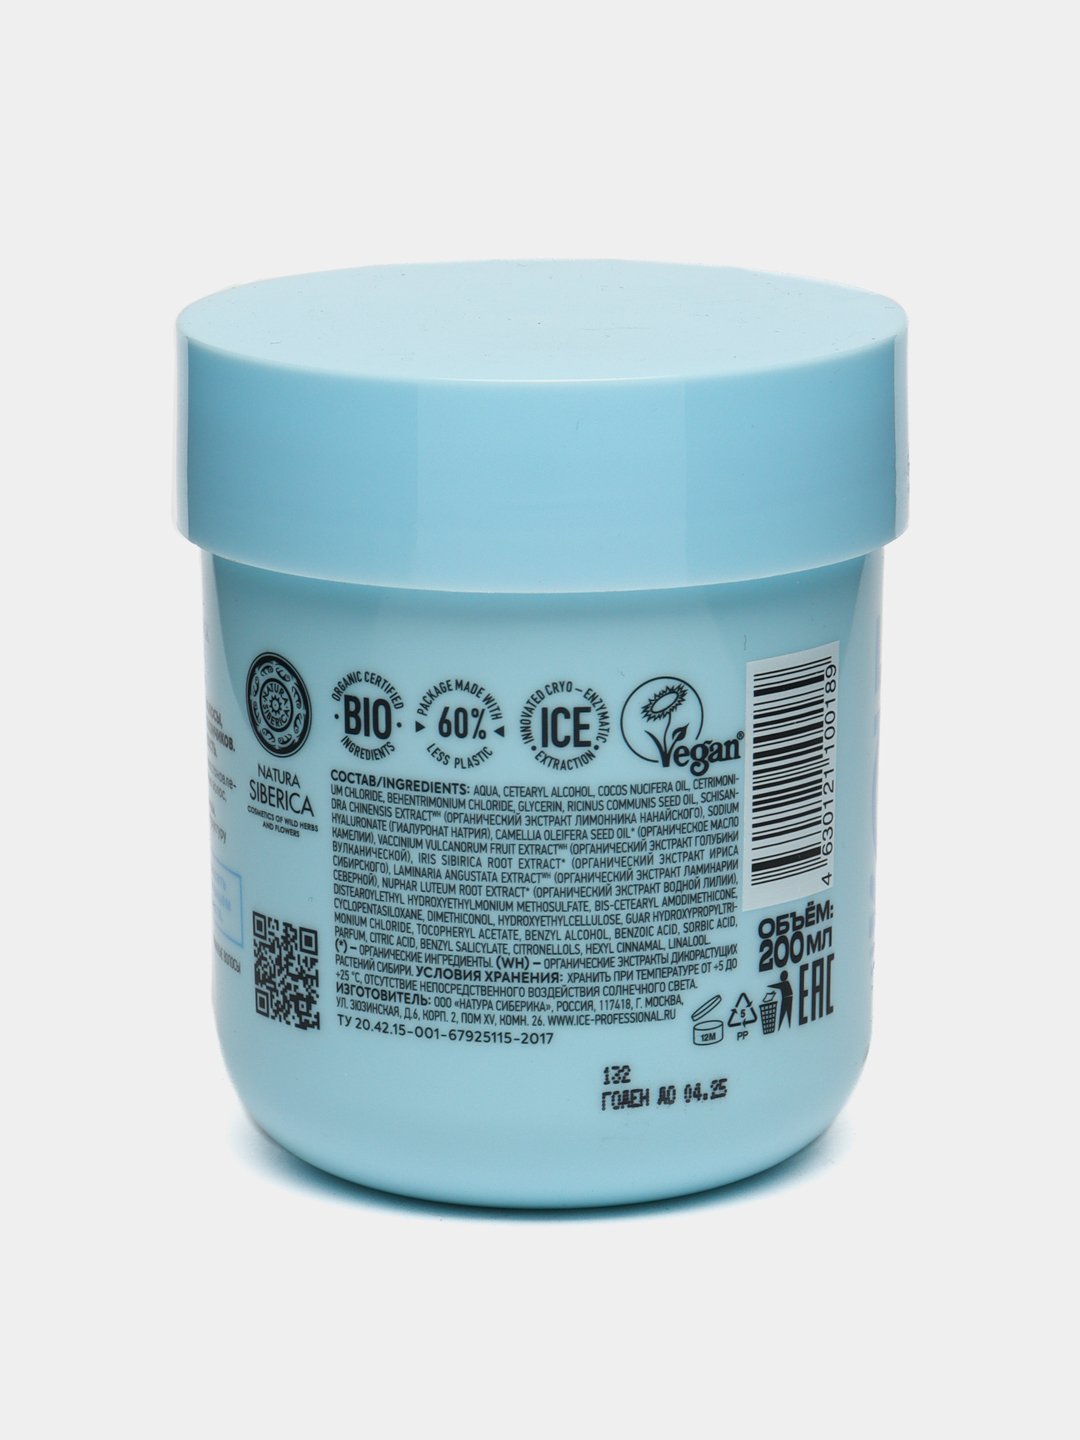 NATURA
SIBERICA
NATURA
SIBERICA
COSMETICS OF WILD HERBS
AND FLOWERS
ORGANIC CERTIFIED
BIO
INGREDIENTS
PACKAGE MADE WITH
60%
LESS PLASTIC
INNOVATED CRYO – ENZYMATIC
ICE
EXTRACTION
Vegan®
СОСТАВ/INGREDIENTS: AQUA, CETEARYL ALCOHOL, COCOS NUCIFERA OIL, CETRIMONI-
UM CHLORIDE, BEHENTRIMONIUM CHLORIDE, GLYCERIN, RICINUS COMMUNIS SEED OIL, SCHISAN-
DRA CHINENSIS EXTRACTᵂᴴ (ОРГАНИЧЕСКИЙ ЭКСТРАКТ ЛИМОННИКА НАНАЙСКОГО), SODIUM
HYALURONATE (ГИАЛУРОНАТ НАТРИЯ), CAMELLIA OLEIFERA SEED OIL* (ОРГАНИЧЕСКОЕ МАСЛО
КАМЕЛИИ), VACCINIUM VULCANORUM FRUIT EXTRACTᵂᴴ (ОРГАНИЧЕСКИЙ ЭКСТРАКТ ГОЛУБИКИ
ВУЛКАНИЧЕСКОЙ), IRIS SIBIRICA ROOT EXTRACT* (ОРГАНИЧЕСКИЙ ЭКСТРАКТ ИРИСА
СИБИРСКОГО), LAMINARIA ANGUSTATA EXTRACTᵂᴴ (ОРГАНИЧЕСКИЙ ЭКСТРАКТ ЛАМИНАРИИ
СЕВЕРНОЙ), NUPHAR LUTEUM ROOT EXTRACT* (ОРГАНИЧЕСКИЙ ЭКСТРАКТ ВОДНОЙ ЛИЛИИ),
DISTEAROYLETHYL HYDROXYETHYLMONIUM METHOSULFATE, BIS-CETEARYL AMODIMETHICONE,
CYCLOPENTASILOXANE, DIMETHICONOL, HYDROXYETHYLCELLULOSE, GUAR HYDROXYPROPYLTRI-
MONIUM CHLORIDE, TOCOPHERYL ACETATE, BENZYL ALCOHOL, BENZOIC ACID, SORBIC ACID,
PARFUM, CITRIC ACID, BENZYL SALICYLATE, CITRONELLOLS, HEXYL CINNAMAL, LINALOOL.
(*) – ОРГАНИЧЕСКИЕ ИНГРЕДИЕНТЫ. (WH) – ОРГАНИЧЕСКИЕ ЭКСТРАКТЫ ДИКОРАСТУЩИХ
РАСТЕНИЙ СИБИРИ. УСЛОВИЯ ХРАНЕНИЯ: ХРАНИТЬ ПРИ ТЕМПЕРАТУРЕ ОТ +5 ДО
+25 °C, ОТСУТСТВИЕ НЕПОСРЕДСТВЕННОГО ВОЗДЕЙСТВИЯ СОЛНЕЧНОГО СВЕТА.
ИЗГОТОВИТЕЛЬ: ООО «НАТУРА СИБЕРИКА», РОССИЯ, 117418, Г. МОСКВА,
УЛ. ЗЮЗИНСКАЯ, Д.6, КОРП. 2, ПОМ XV, КОМН. 26. WWW.ICE-PROFESSIONAL.RU
ТУ 20.42.15-001-67925115-2017
4 630121 100189
ОБЪЁМ:
200 МЛ
12M
5
PP
EAC
132
ГОДЕН ДО 04.25